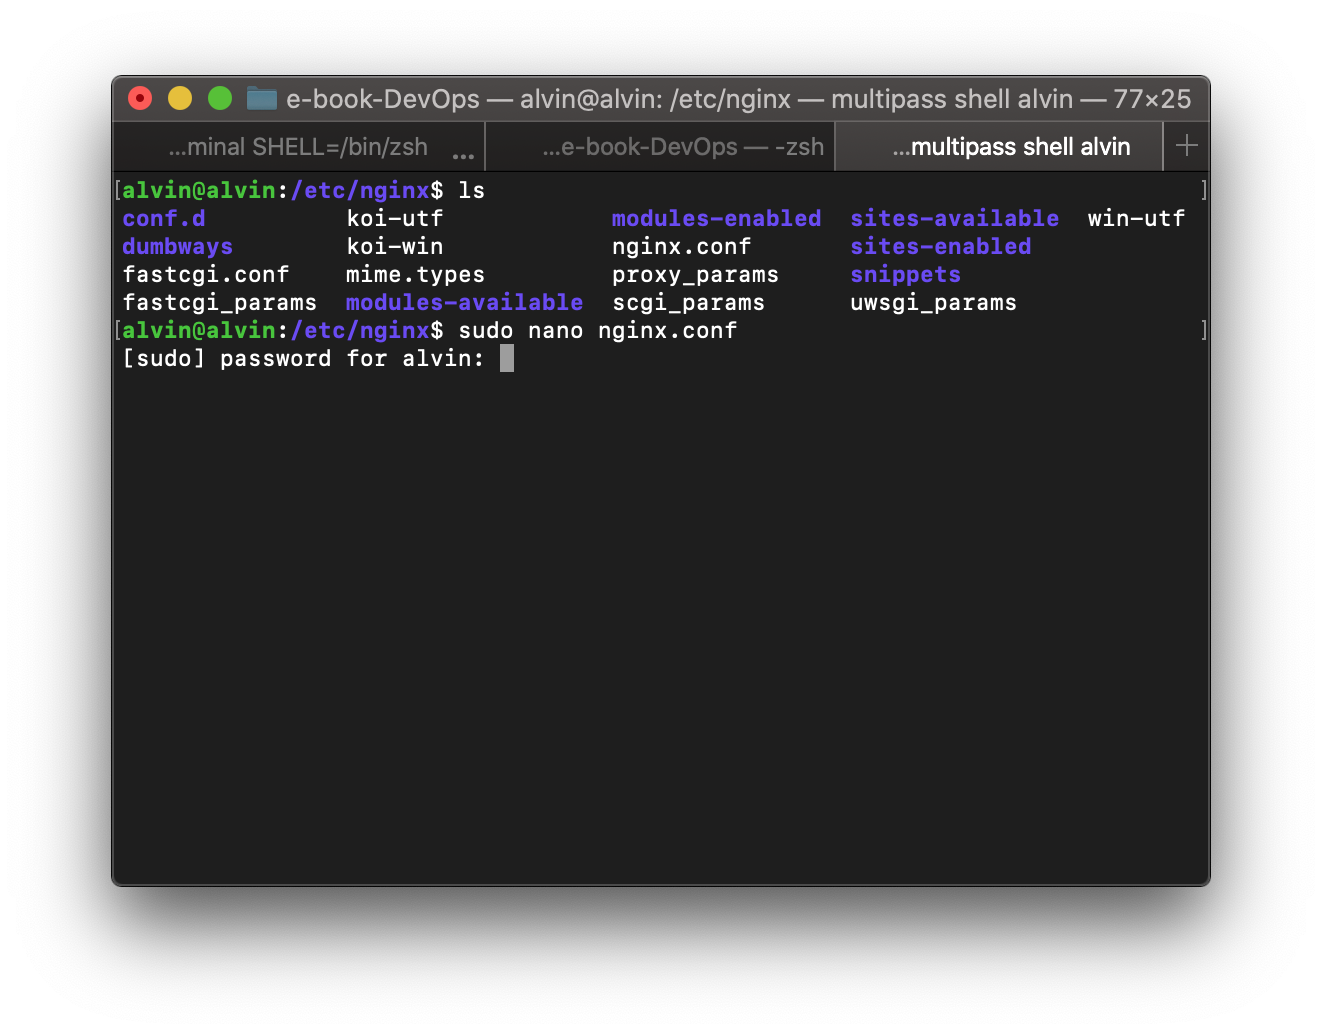 e-book-DevOps — alvin@alvin: /etc/nginx — multipass shell alvin — 77×25
...minal SHELL=/bin/zsh ... ...e-book-DevOps — -zsh ...multipass shell alvin +
[alvin@alvin:/etc/nginx$ ls ]
conf.d koi-utf modules-enabled sites-available win-utf
dumbways koi-win nginx.conf sites-enabled
fastcgi.conf mime.types proxy_params snippets
fastcgi_params modules-available scgi_params uwsgi_params
[alvin@alvin:/etc/nginx$ sudo nano nginx.conf ]
[sudo] password for alvin: